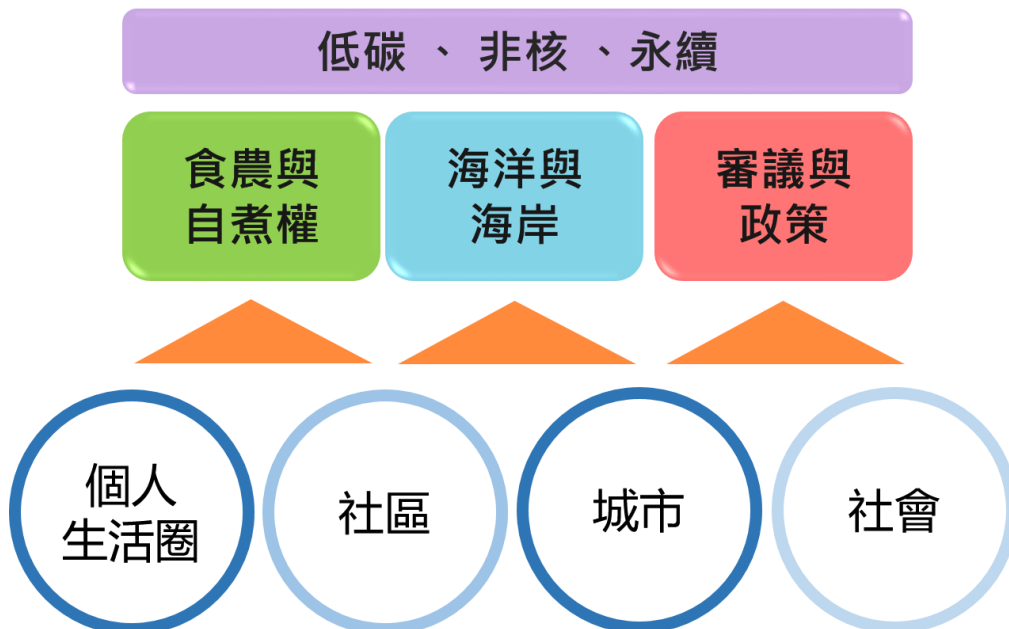 低碳 、 非核 、永續
食農與
自煮權
海洋與
海岸
審議與
政策
個人
生活圈
社區
城市
社會